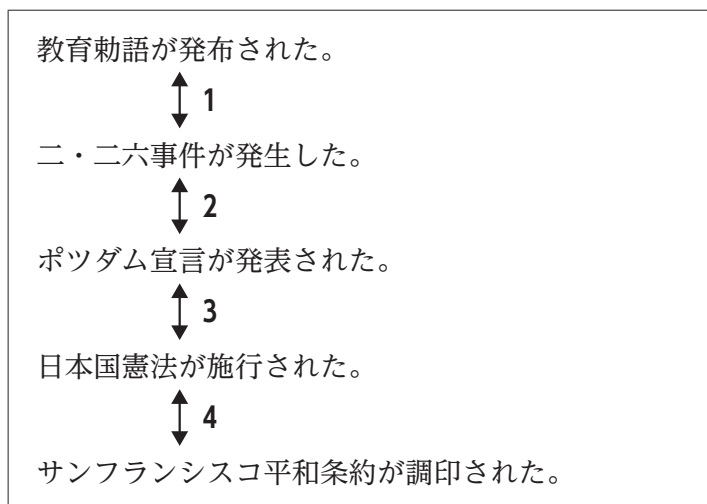 教育勅語が発布された。
1
二・二六事件が発生した。
2
ポツダム宣言が発表された。
3
日本国憲法が施行された。
4
サンフランシスコ平和条約が調印された。